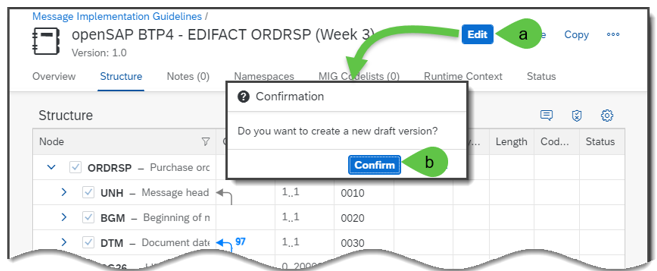 Message Implementation Guidelines /
openSAP BTP4 - EDIFACT ORDRSP (Week 3)
Edit
a
Copy
Version: 1.0
Overview
Structure
Notes (0)
Namespaces
MIG Codelists (0)
Runtime Context
Status
Confirmation
Do you want to create a new draft version?
Confirm
b
Structure
Node
Length
Cod...
Status
ORDRSP – Purchase orc
UNH – Message head
1..1
0010
BGM – Beginning of m
1..1
0020
DTM – Document date
97
1..1
0030